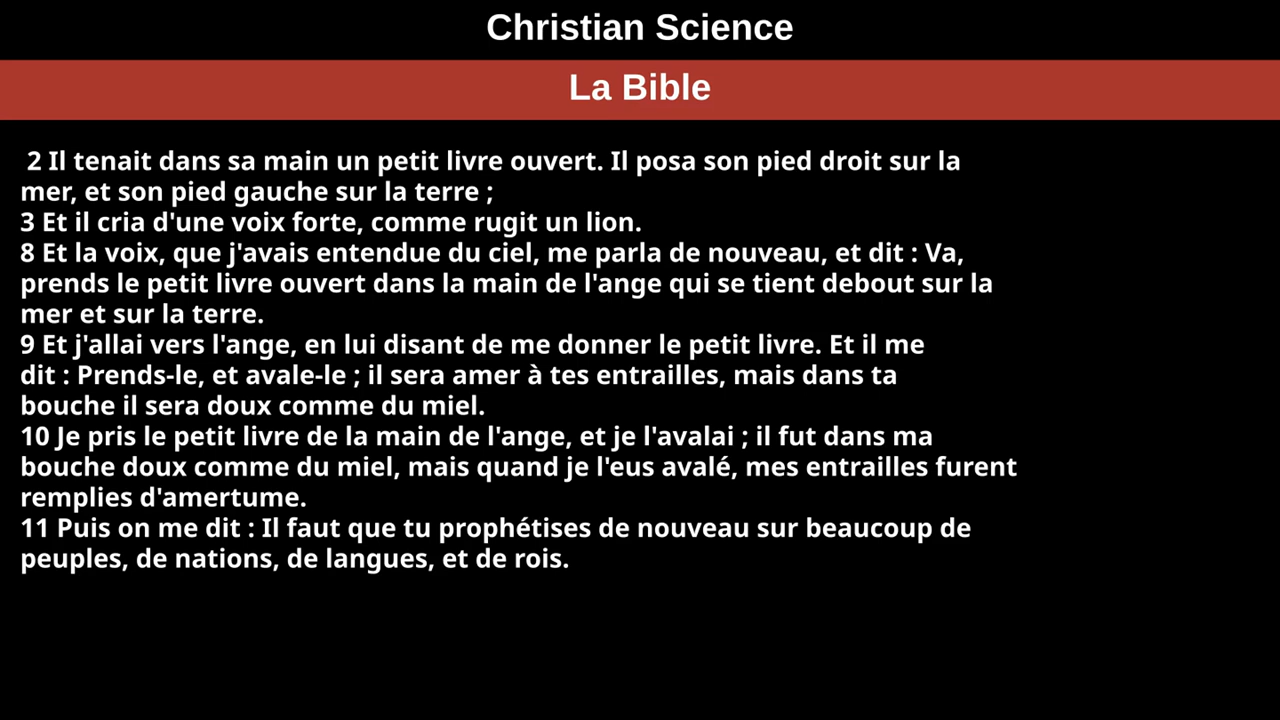 Christian Science
La Bible
2 Il tenait dans sa main un petit livre ouvert. Il posa son pied droit sur la
mer, et son pied gauche sur la terre ;
3 Et il cria d'une voix forte, comme rugit un lion.
8 Et la voix, que j'avais entendue du ciel, me parla de nouveau, et dit : Va,
prends le petit livre ouvert dans la main de l'ange qui se tient debout sur la
mer et sur la terre.
9 Et j'allai vers l'ange, en lui disant de me donner le petit livre. Et il me
dit : Prends-le, et avale-le ; il sera amer à tes entrailles, mais dans ta
bouche il sera doux comme du miel.
10 Je pris le petit livre de la main de l'ange, et je l'avalai ; il fut dans ma
bouche doux comme du miel, mais quand je l'eus avalé, mes entrailles furent
remplies d'amertume.
11 Puis on me dit : Il faut que tu prophétises de nouveau sur beaucoup de
peuples, de nations, de langues, et de rois.